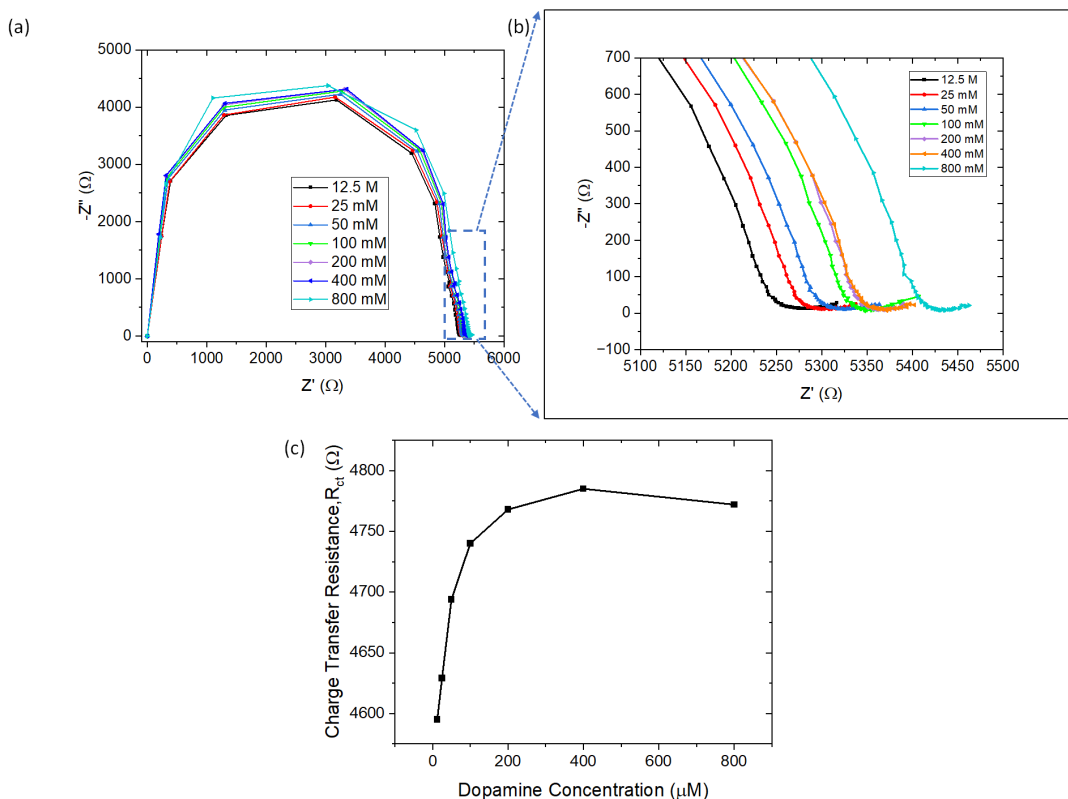 (a)
5000
4000
3000
2000
1000
0
-Z" (Ω)
0 1000 2000 3000 4000 5000 6000
Z' (Ω)
12.5 M
25 mM
50 mM
100 mM
200 mM
400 mM
800 mM
(b)
700
600
500
400
300
200
100
0
−100
-Z" (Ω)
5100 5150 5200 5250 5300 5350 5400 5450 5500
Z' (Ω)
12.5 M
25 mM
50 mM
100 mM
200 mM
400 mM
800 mM
(c)
4800
4750
4700
4650
4600
Charge Transfer Resistance,R_ct (Ω)
0 200 400 600 800
Dopamine Concentration (μM)